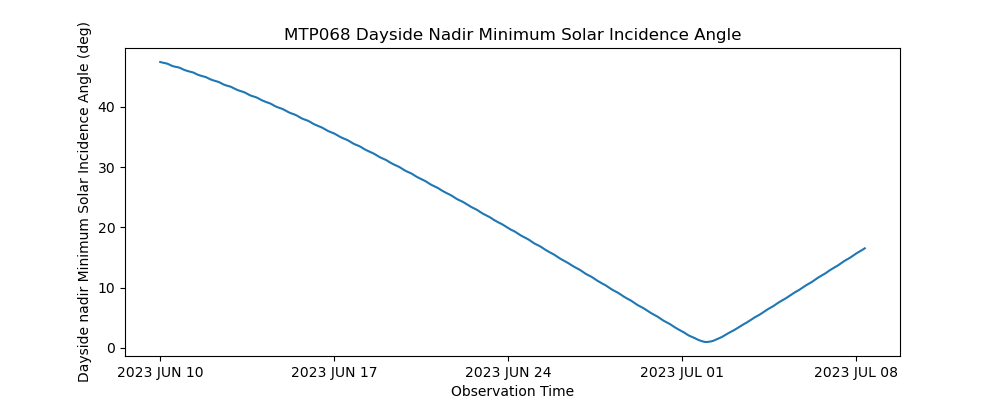 MTP068 Dayside Nadir Minimum Solar Incidence Angle
Dayside nadir Minimum Solar Incidence Angle (deg)
40
30
20
10
0
2023 JUN 10
2023 JUN 17
2023 JUN 24
2023 JUL 01
2023 JUL 08
Observation Time